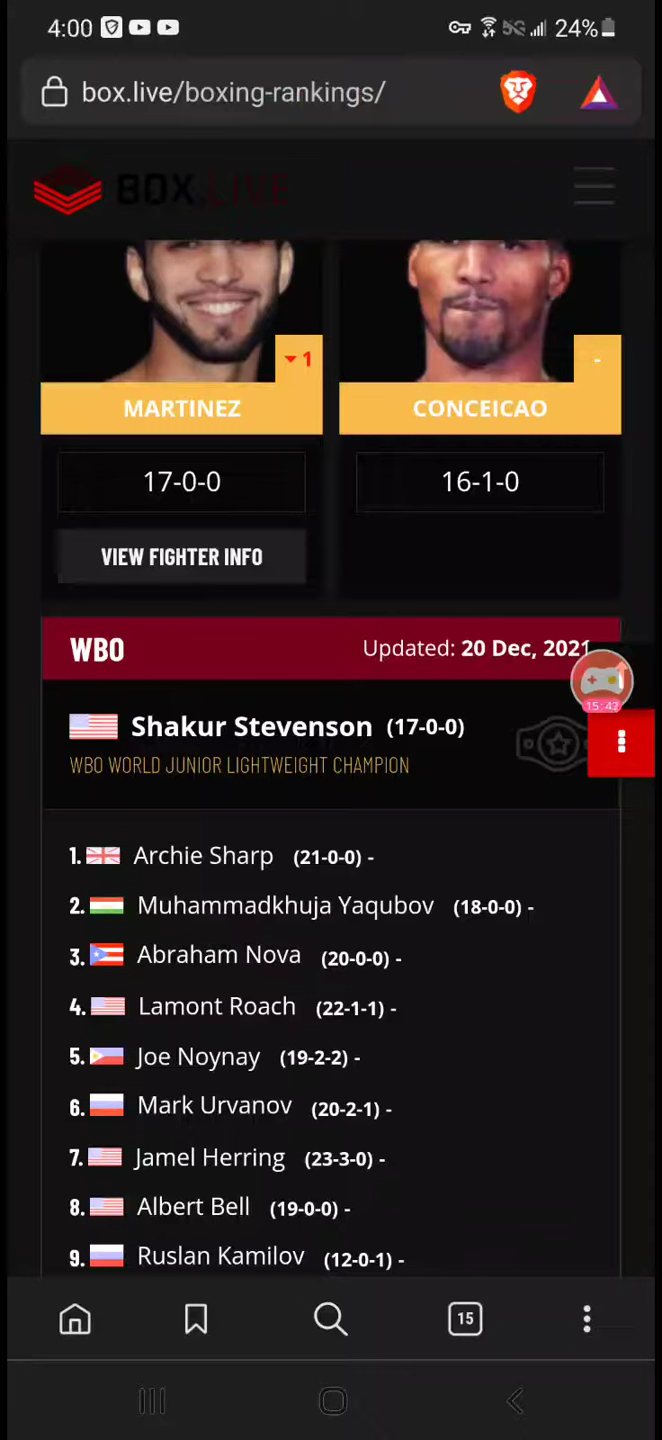 4:00 24%
box.live/boxing-rankings/
BOX.LIVE
1 -
MARTINEZ CONCEICAO
17-0-0 16-1-0
VIEW FIGHTER INFO
WBO Updated: 20 Dec, 2021
15:42
Shakur Stevenson (17-0-0)
WBO WORLD JUNIOR LIGHTWEIGHT CHAMPION
1. Archie Sharp (21-0-0) -
2. Muhammadkhuja Yaqubov (18-0-0) -
3. Abraham Nova (20-0-0) -
4. Lamont Roach (22-1-1) -
5. Joe Noynay (19-2-2) -
6. Mark Urvanov (20-2-1) -
7. Jamel Herring (23-3-0) -
8. Albert Bell (19-0-0) -
9. Ruslan Kamilov (12-0-1) -
15